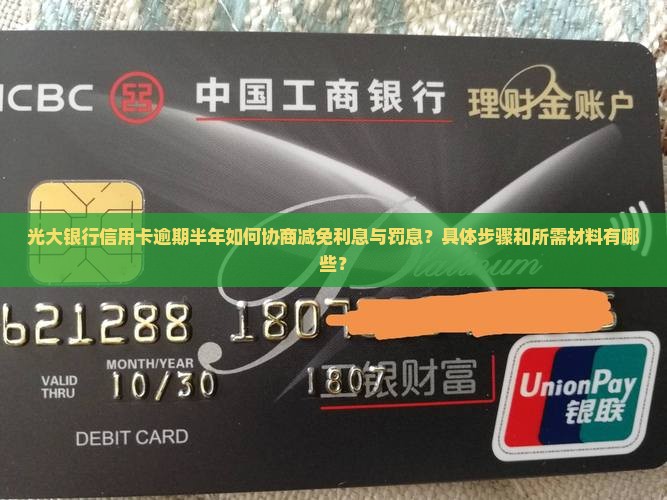 ICBC 中国工商银行 理财金账户
光大银行信用卡逾期半年如何协商减免利息与罚息？具体步骤和所需材料有哪
些？
Platinum
621288 1807
MONTH/YEAR
VALID THRU 10/30 1807 工银财富
UnionPay
银联
DEBIT CARD